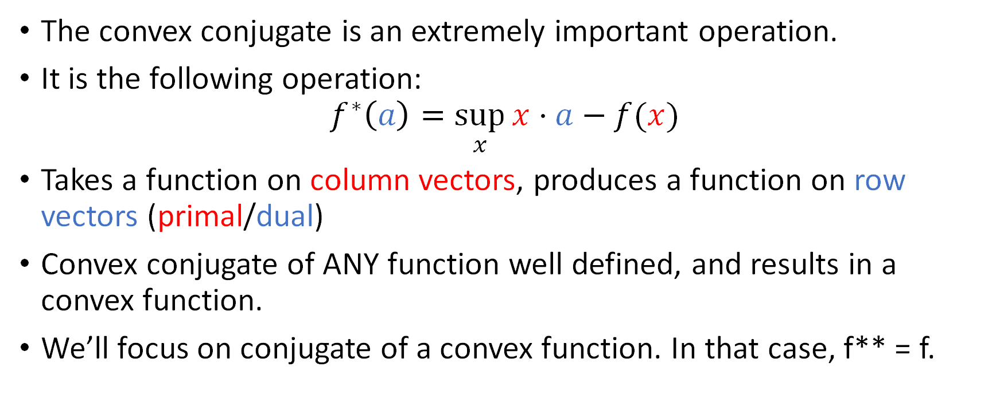 • The convex conjugate is an extremely important operation.
• It is the following operation:
f*(a) = sup x · a − f(x)
x
• Takes a function on column vectors, produces a function on row
vectors (primal/dual)
• Convex conjugate of ANY function well defined, and results in a
convex function.
• We’ll focus on conjugate of a convex function. In that case, f** = f.